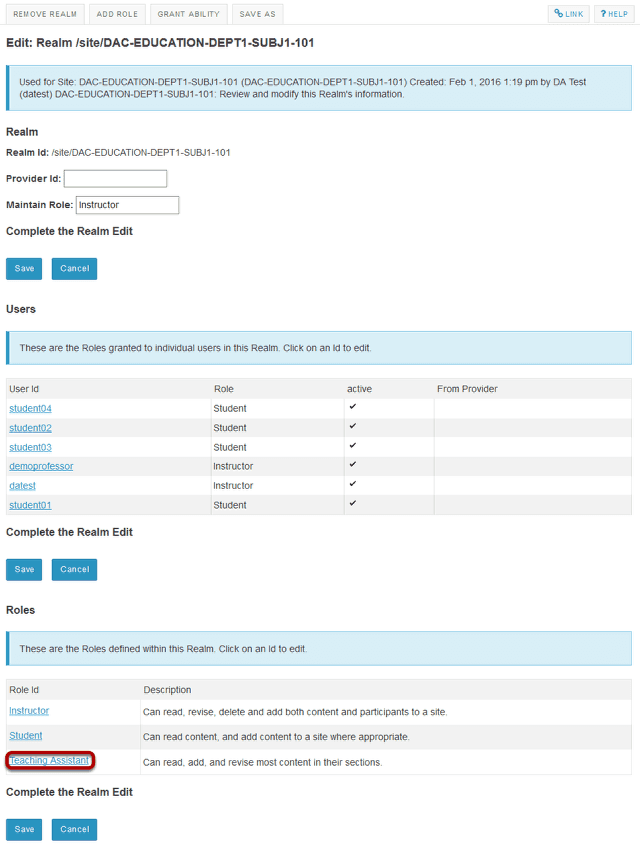 REMOVE REALM ADD ROLE GRANT ABILITY SAVE AS LINK ? HELP
Edit: Realm /site/DAC-EDUCATION-DEPT1-SUBJ1-101
Used for Site: DAC-EDUCATION-DEPT1-SUBJ1-101 (DAC-EDUCATION-DEPT1-SUBJ1-101) Created: Feb 1, 2016 1:19 pm by DA Test
(datest) DAC-EDUCATION-DEPT1-SUBJ1-101: Review and modify this Realm's information.
Realm
Realm Id: /site/DAC-EDUCATION-DEPT1-SUBJ1-101
Provider Id:
Maintain Role: Instructor
Complete the Realm Edit
Save Cancel
Users
These are the Roles granted to individual users in this Realm. Click on an Id to edit.
User Id Role active From Provider
student04 Student ✔
student02 Student ✔
student03 Student ✔
demoprofessor Instructor ✔
datest Instructor ✔
student01 Student ✔
Complete the Realm Edit
Save Cancel
Roles
These are the Roles defined within this Realm. Click on an Id to edit.
Role Id Description
Instructor Can read, revise, delete and add both content and participants to a site.
Student Can read content, and add content to a site where appropriate.
Teaching Assistant Can read, add, and revise most content in their sections.
Complete the Realm Edit
Save Cancel